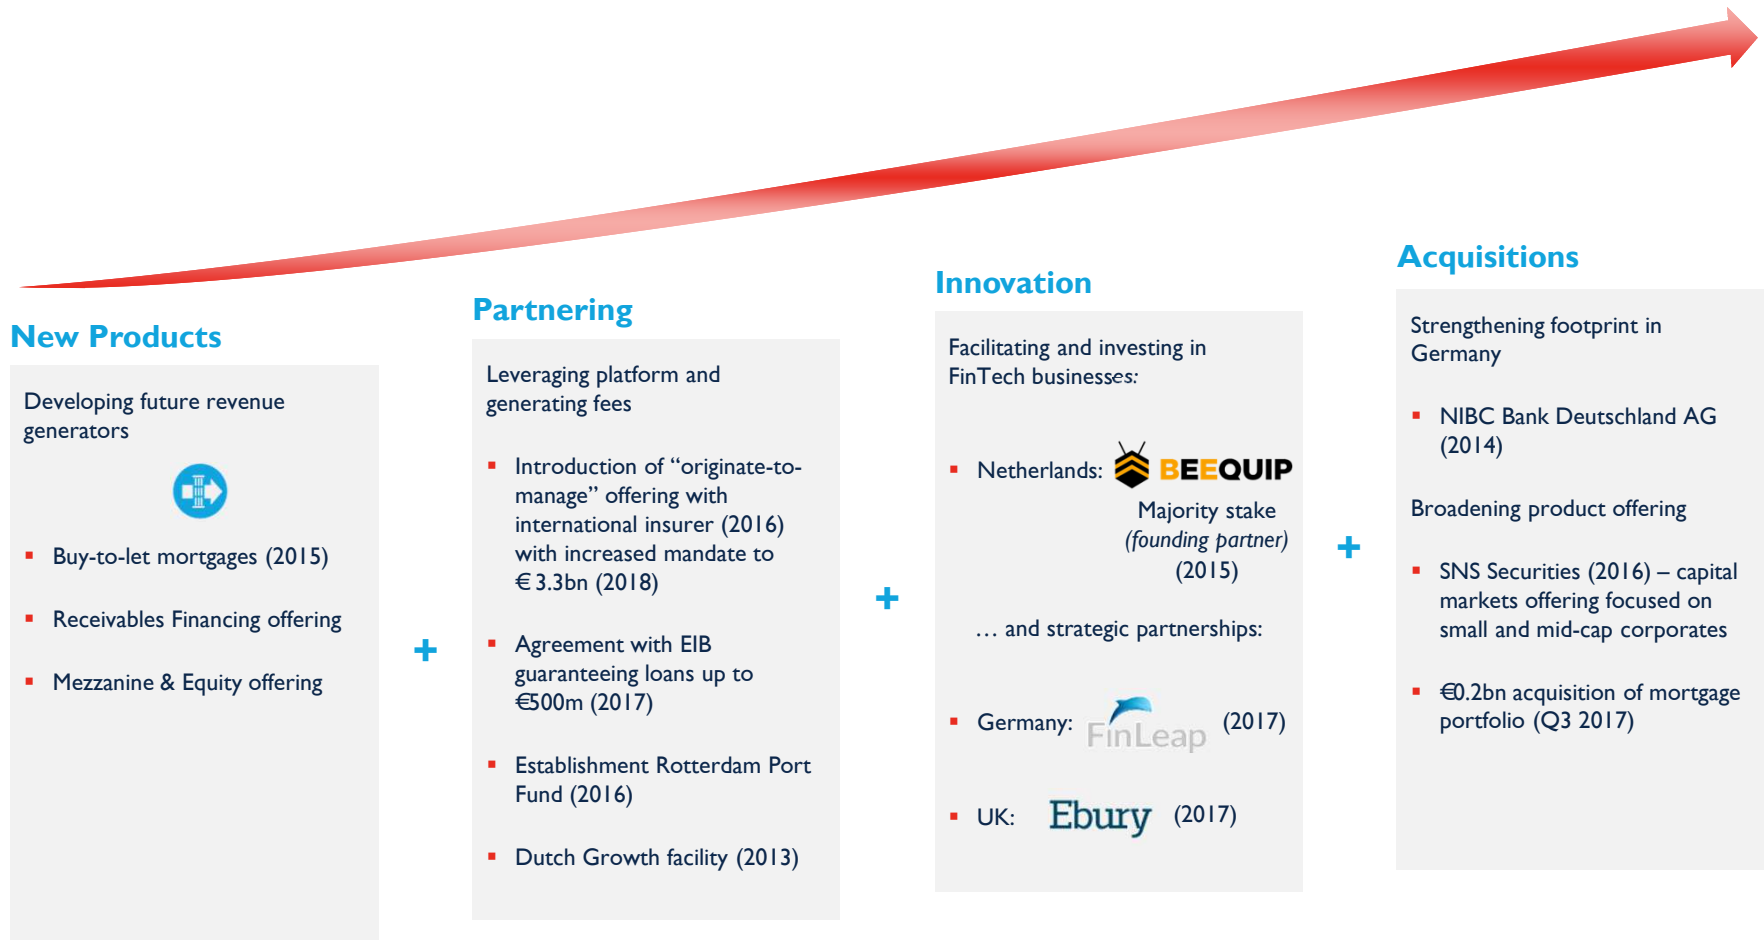 New Products
Developing future revenue
generators
Buy-to-let mortgages (2015)
Receivables Financing offering
Mezzanine & Equity offering
+
Partnering
Leveraging platform and
generating fees
Introduction of “originate-to-
manage” offering with
international insurer (2016)
with increased mandate to
€ 3.3bn (2018)
Agreement with EIB
guaranteeing loans up to
€500m (2017)
Establishment Rotterdam Port
Fund (2016)
Dutch Growth facility (2013)
+
Innovation
Facilitating and investing in
FinTech businesses:
Netherlands: BEEQUIP
Majority stake
(founding partner)
(2015)
… and strategic partnerships:
Germany: FinLeap (2017)
UK: Ebury (2017)
+
Acquisitions
Strengthening footprint in
Germany
NIBC Bank Deutschland AG
(2014)
Broadening product offering
SNS Securities (2016) – capital
markets offering focused on
small and mid-cap corporates
€0.2bn acquisition of mortgage
portfolio (Q3 2017)